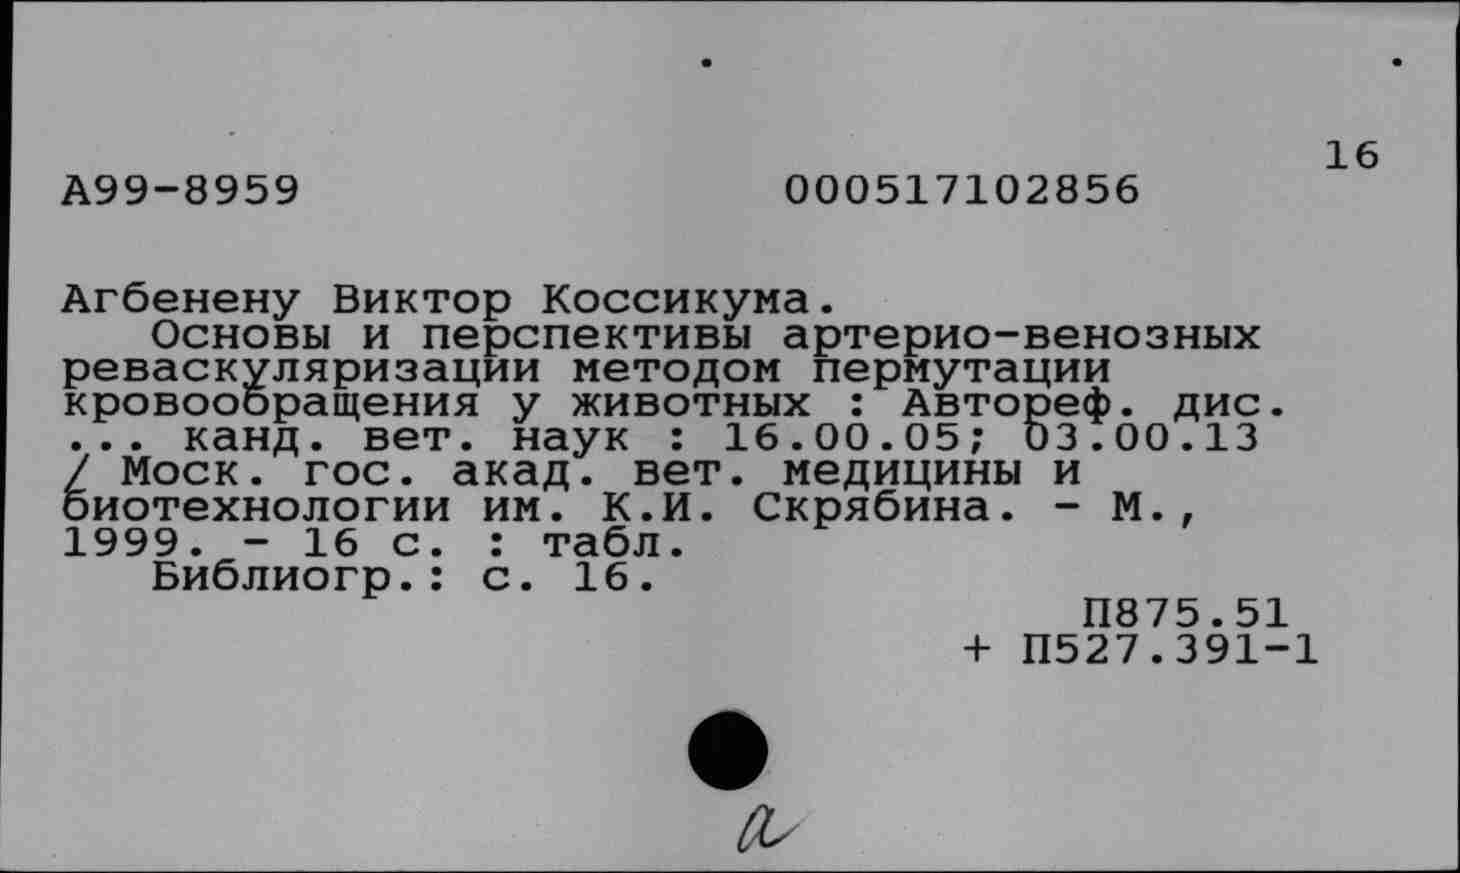 16
А99-8959 000517102856
Агбенену Виктор Коссикума.
Основы и перспективы артерио-венозных
реваскуляризации методом пермутации
кровообращения у животных : Автореф. дис.
... канд. вет. наук : 16.00.05; 03.00.13
/ Моск. гос. акад. вет. медицины и
биотехнологии им. К.И. Скрябина. - М.,
1999. - 16 с. : табл.
Библиогр.: с. 16.
П875.51
+ П527.391-1
а